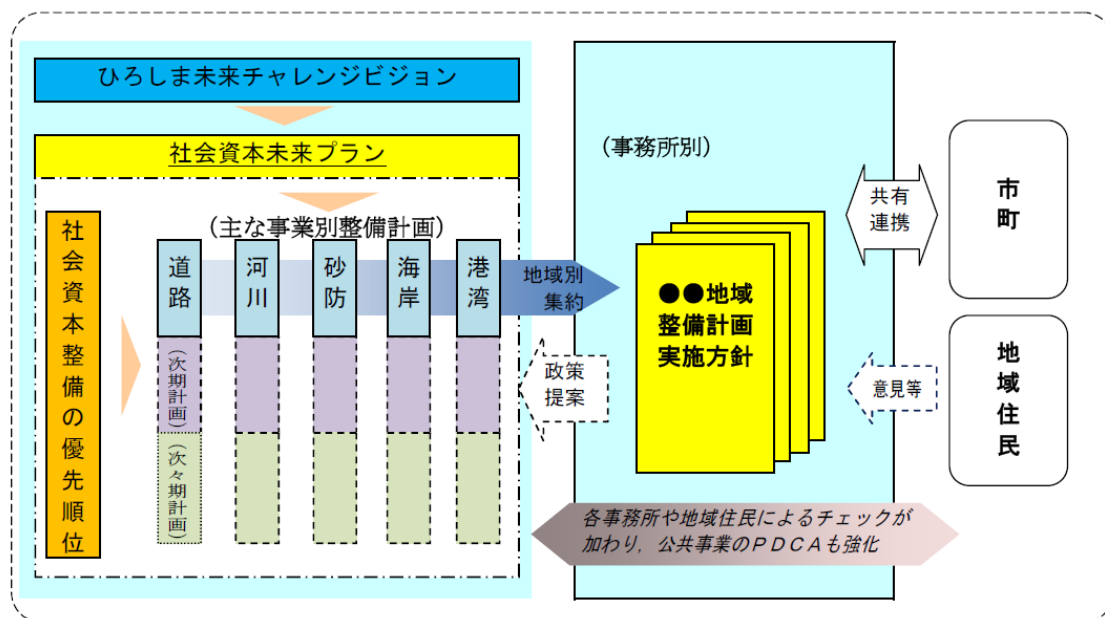 ひろしま未来チャレンジビジョン
社会資本未来プラン
(主な事業別整備計画)
社会資本整備の優先順位
道路
河川
砂防
海岸
港湾
(次期計画)
(次々期計画)
地域別
集約
政策
提案
(事務所別)
●●地域
整備計画
実施方針
共有
連携
意見等
市町
地域住民
各事務所や地域住民によるチェックが
加わり，公共事業のＰＤＣＡも強化